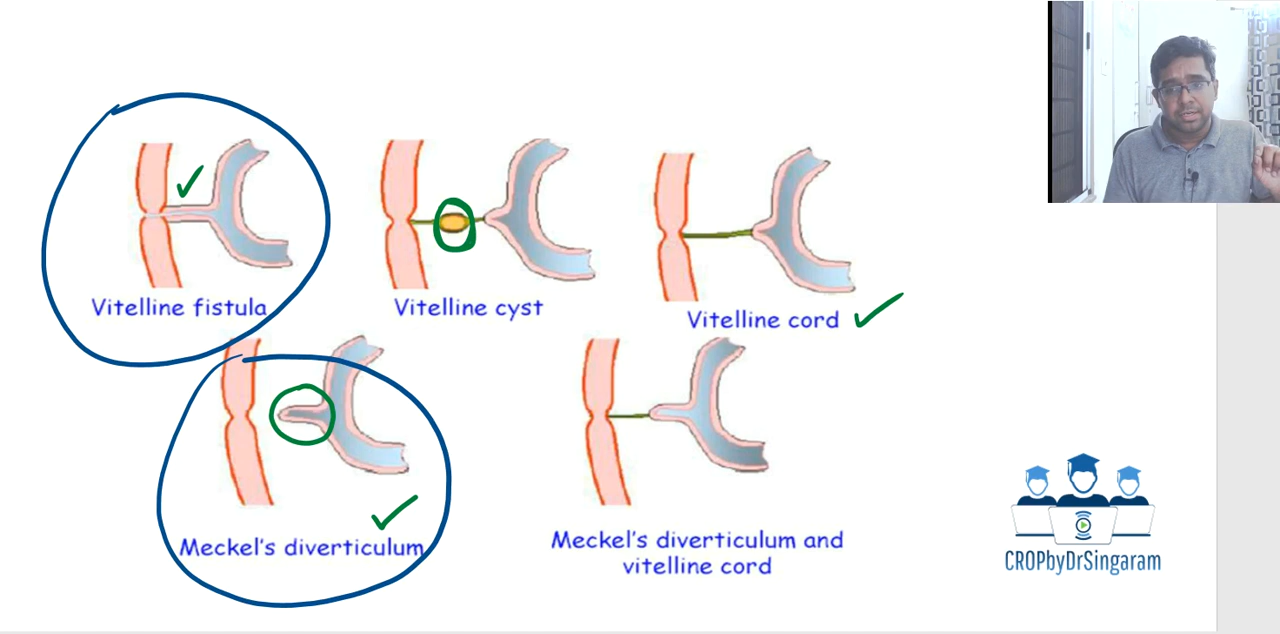 Vitelline fistula
Vitelline cyst
Vitelline cord
Meckel's diverticulum
Meckel's diverticulum and
vitelline cord
CROPbyDrSingaram